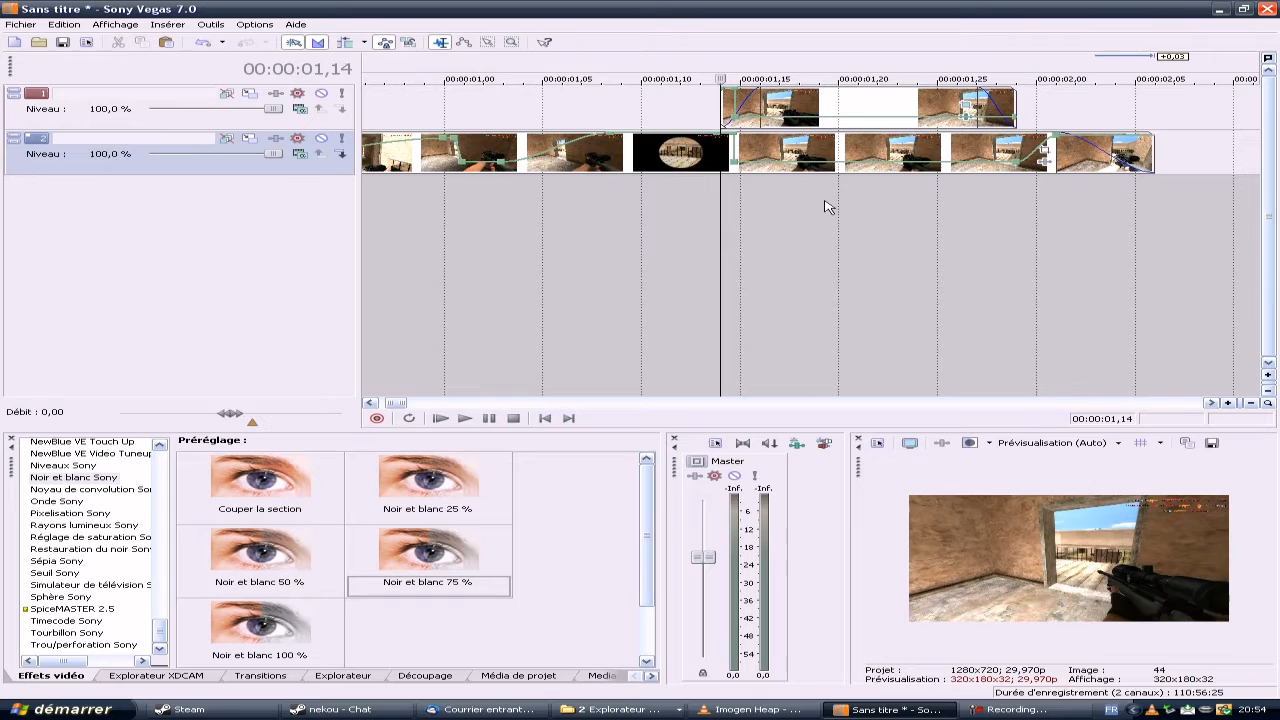 Sans titre * - Sony Vegas 7.0
Fichier Edition Affichage Insérer Outils Options Aide
+0,02
00:00:01,14
00:00:01,00 00:00:01,05 00:00:01,10 00:00:01,15 00:00:01,20 00:00:01,25 00:00:02,00 00:00:02,05 00:00
1
Niveau : 100,0 %
2
Niveau : 100,0 %
Débit : 0,00
00:00:01,14
NewBlue VE Touch Up
NewBlue VE Video Tuneup
Niveaux Sony
Noir et blanc Sony
Noyau de convolution Son
Onde Sony
Pixelisation Sony
Rayons lumineux Sony
Réglage de saturation So
Restauration du noir Sony
Sépia Sony
Seuil Sony
Simulateur de télévision S
Sphère Sony
SpiceMASTER 2.5
Timecode Sony
Tourbillon Sony
Trou/perforation Sony
Préréglage :
Couper la section
Noir et blanc 25 %
Noir et blanc 50 %
Noir et blanc 75 %
Noir et blanc 100 %
Effets vidéo Explorateur XDCAM Transitions Explorateur Découpage Média de projet Media
Master
-Inf. -Inf.
6
12
18
24
30
36
42
48
54
0,0 0,0
Prévisualisation (Auto)
Projet : 1280x720; 29,970p Image : 44
Prévisualisation : 320x180x32; 29,970p Affichage : 320x180x32
Durée d'enregistrement (2 canaux) : 110:56:25
démarrer Steam nekou - Chat Courrier entrant... 2 Explorateur ... Imogen Heap - ... Sans titre * - So... Recording... FR 20:54